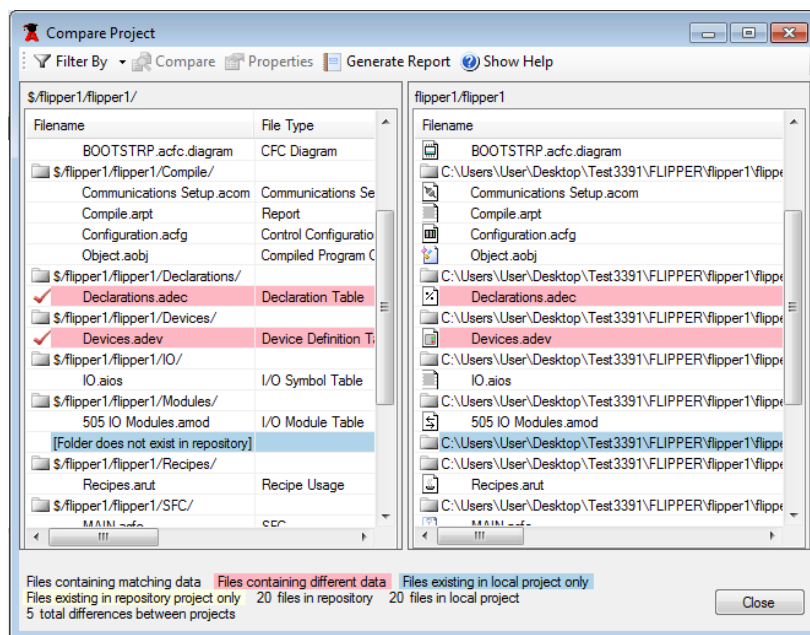 Compare Project
Filter By Compare Properties Generate Report Show Help
$/flipper1/flipper1/
Filename File Type
BOOTSTRP.acfc.diagram CFC Diagram
$/flipper1/flipper1/Compile/
Communications Setup.acom Communications Se
Compile.arpt Report
Configuration.acfg Control Configuratio
Object.aobj Compiled Program C
$/flipper1/flipper1/Declarations/
Declarations.adec Declaration Table
$/flipper1/flipper1/Devices/
Devices.adev Device Definition Ta
$/flipper1/flipper1/IO/
IO.aios I/O Symbol Table
$/flipper1/flipper1/Modules/
505 IO Modules.amod I/O Module Table
[Folder does not exist in repository]
$/flipper1/flipper1/Recipes/
Recipes.arut Recipe Usage
$/flipper1/flipper1/SFC/
MAIN.asfc SFC
flipper1/flipper1
Filename
BOOTSTRP.acfc.diagram
C:\Users\User\Desktop\Test3391\FLIPPER\flipper1\flippe
Communications Setup.acom
Compile.arpt
Configuration.acfg
Object.aobj
C:\Users\User\Desktop\Test3391\FLIPPER\flipper1\flippe
Declarations.adec
C:\Users\User\Desktop\Test3391\FLIPPER\flipper1\flippe
Devices.adev
C:\Users\User\Desktop\Test3391\FLIPPER\flipper1\flippe
IO.aios
C:\Users\User\Desktop\Test3391\FLIPPER\flipper1\flippe
505 IO Modules.amod
C:\Users\User\Desktop\Test3391\FLIPPER\flipper1\flippe
C:\Users\User\Desktop\Test3391\FLIPPER\flipper1\flippe
Recipes.arut
C:\Users\User\Desktop\Test3391\FLIPPER\flipper1\flippe
MAIN.asfc
Files containing matching data Files containing different data Files existing in local project only
Files existing in repository project only 20 files in repository 20 files in local project
5 total differences between projects
Close